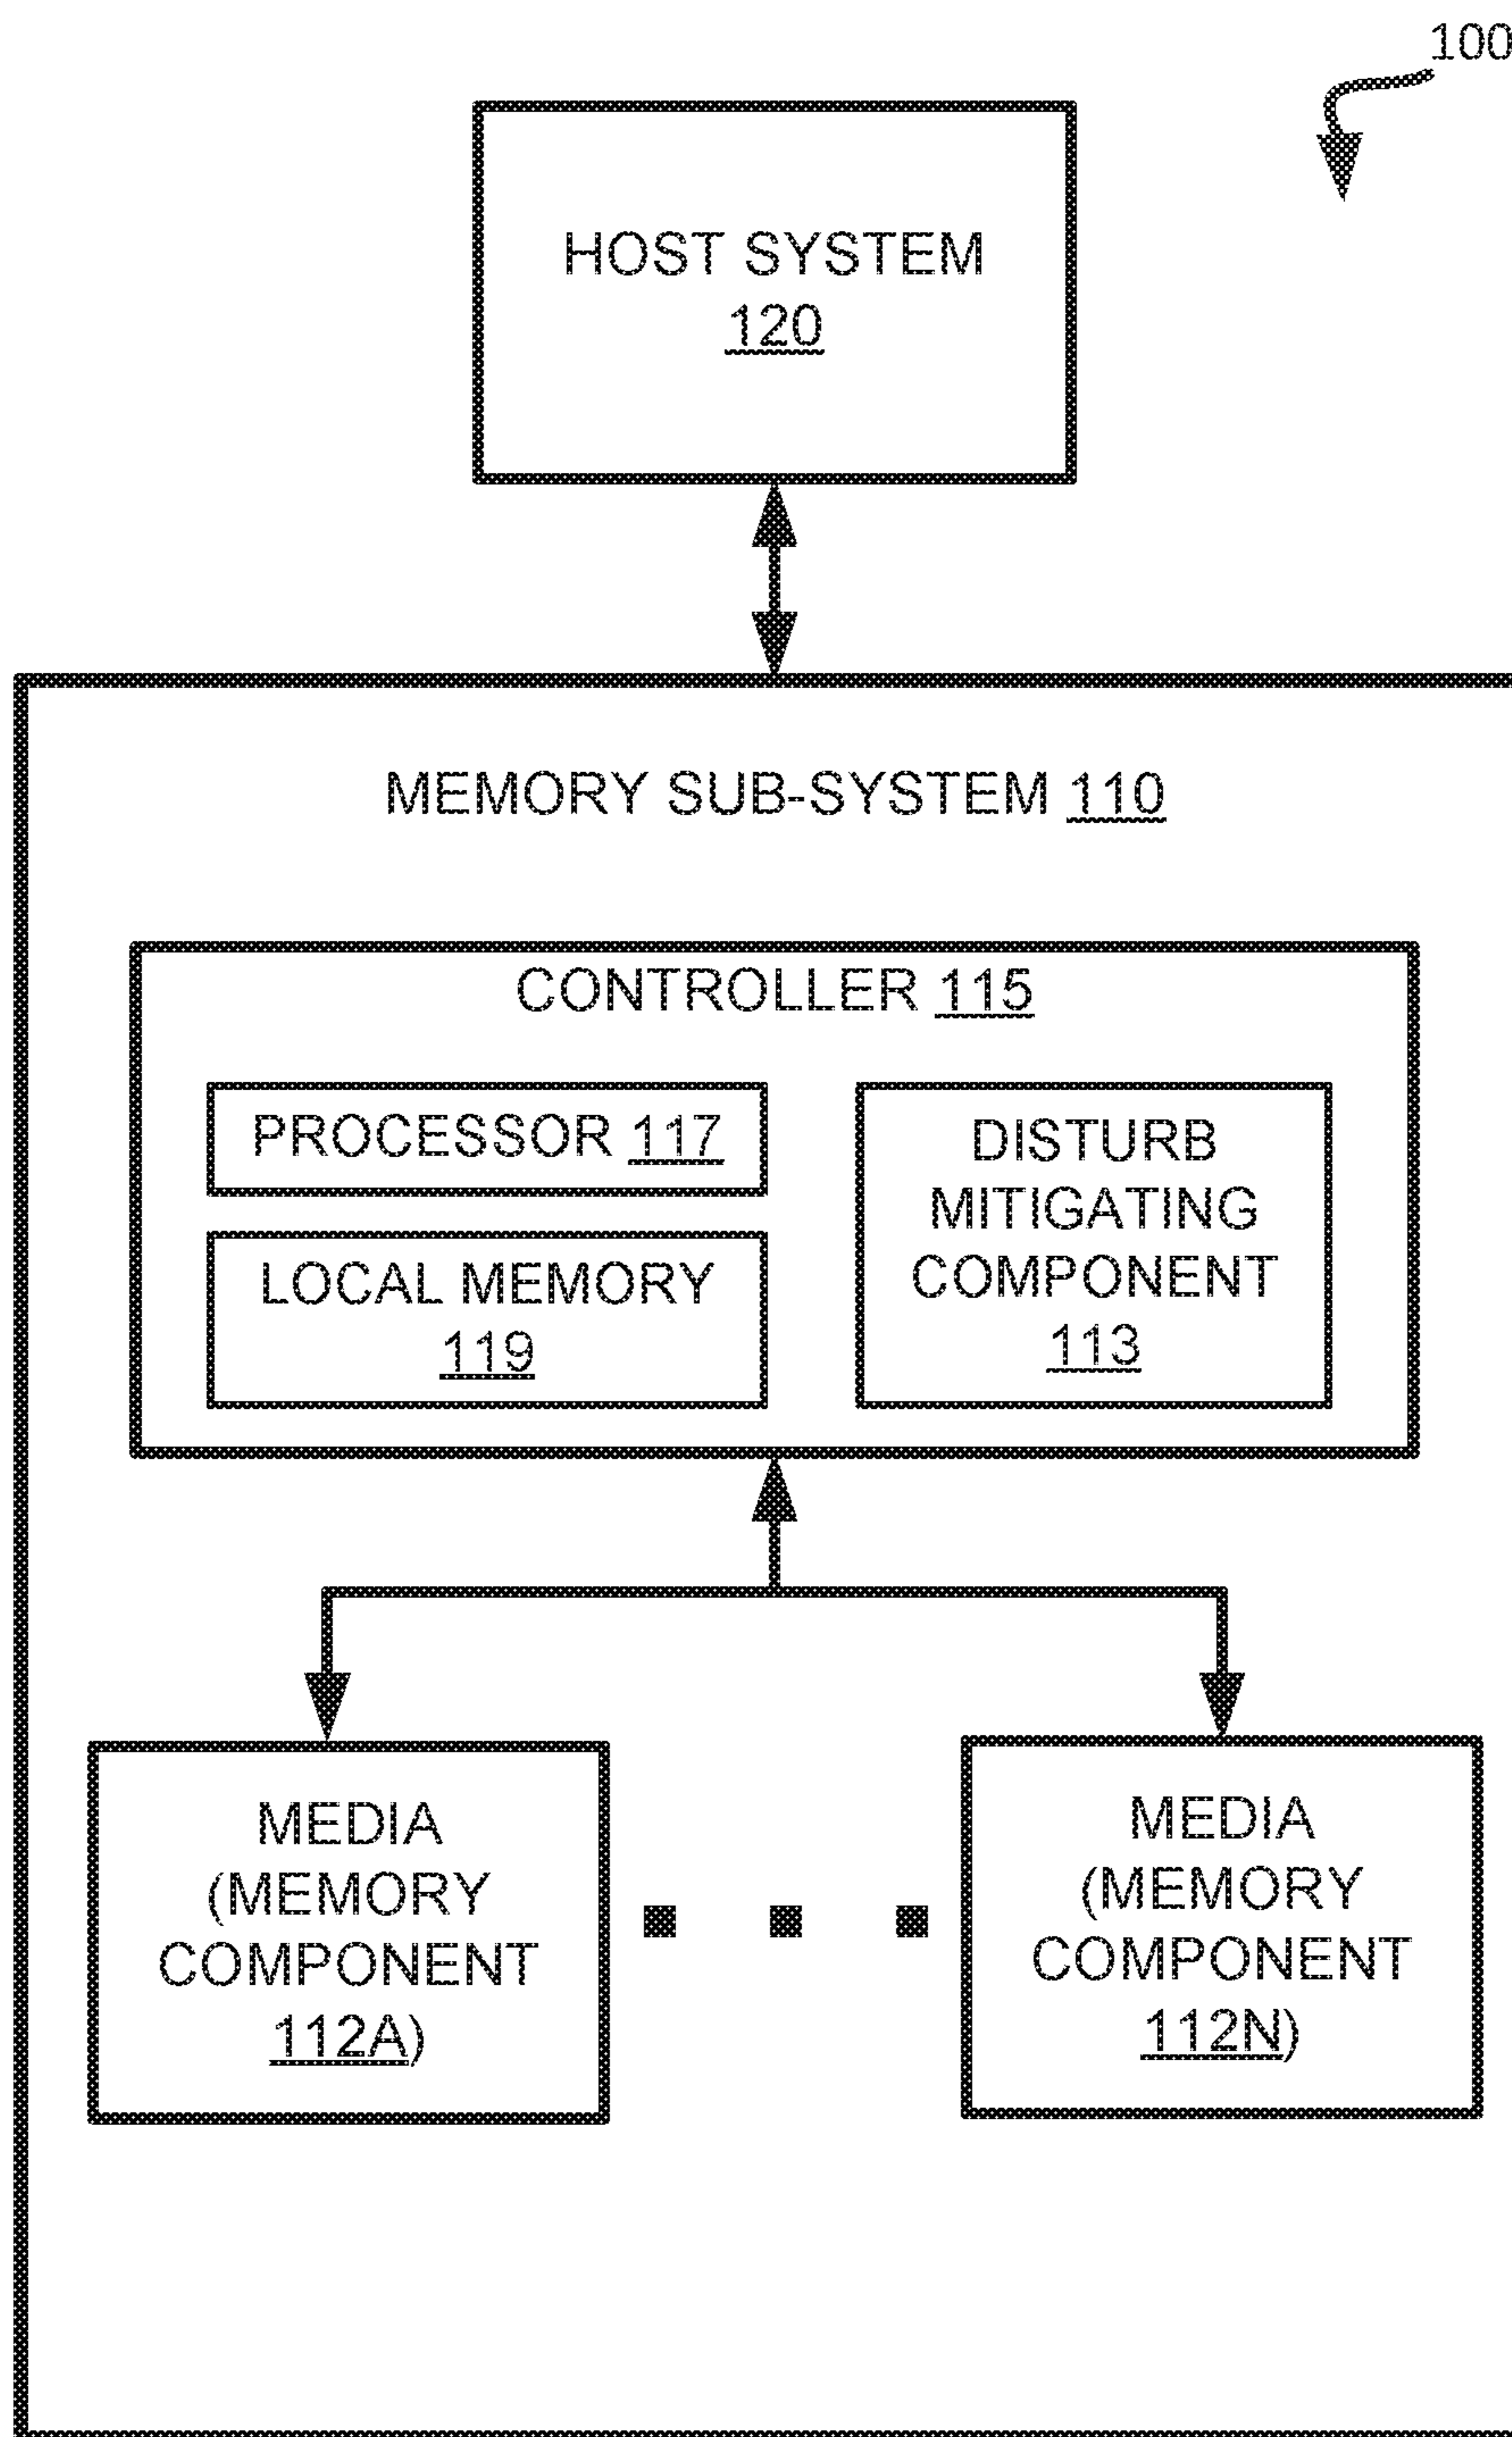 100
HOST SYSTEM
120
MEMORY SUB-SYSTEM 110
CONTROLLER 115
PROCESSOR 117
LOCAL MEMORY
119
DISTURB
MITIGATING
COMPONENT
113
MEDIA
(MEMORY
COMPONENT
112A)
MEDIA
(MEMORY
COMPONENT
112N)